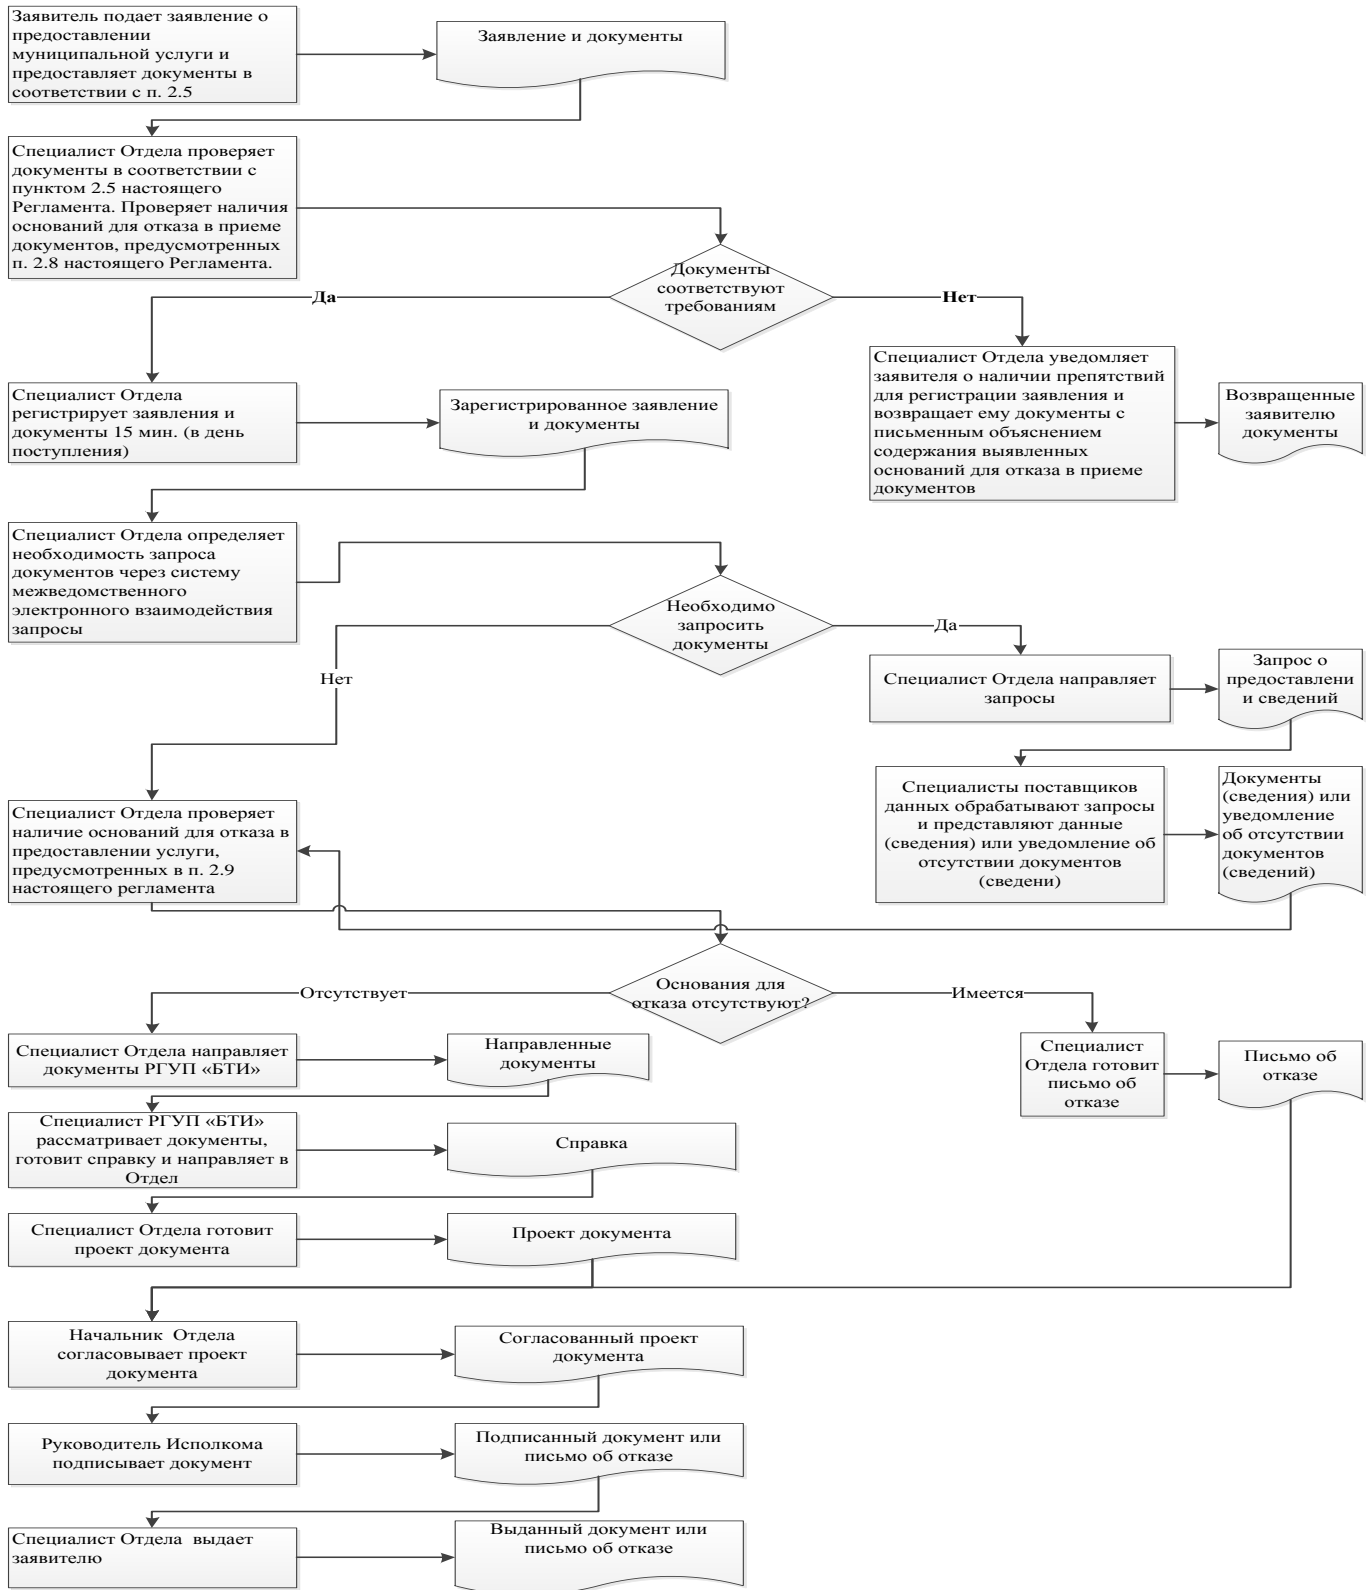 Заявитель подает заявление о
предоставлении
муниципальной услуги и
предоставляет документы в
соответствии с п. 2.5
Заявление и документы
Специалист Отдела проверяет
документы в соответствии с
пунктом 2.5 настоящего
Регламента. Проверяет наличия
оснований для отказа в приеме
документов, предусмотренных
п. 2.8 настоящего Регламента.
Документы
соответствуют
требованиям
Да
Нет
Специалист Отдела
регистрирует заявления и
документы 15 мин. (в день
поступления)
Зарегистрированное заявление
и документы
Специалист Отдела уведомляет
заявителя о наличии препятствий
для регистрации заявления и
возвращает ему документы с
письменным объяснением
содержания выявленных
оснований для отказа в приеме
документов
Возвращенные
заявителю
документы
Специалист Отдела определяет
необходимость запроса
документов через систему
межведомственного
электронного взаимодействия
запросы
Необходимо
запросить
документы
Да
Нет
Специалист Отдела направляет
запросы
Запрос о
предоставлени
и сведений
Специалисты поставщиков
данных обрабатывают запросы
и представляют данные
(сведения) или уведомление об
отсутствии документов
(сведени)
Документы
(сведения) или
уведомление
об отсутствии
документов
(сведений)
Специалист Отдела проверяет
наличие оснований для отказа в
предоставлении услуги,
предусмотренных в п. 2.9
настоящего регламента
Основания для
отказа отсутствуют?
Отсутствует
Имеется
Специалист Отдела направляет
документы РГУП «БТИ»
Направленные
документы
Специалист
Отдела готовит
письмо об
отказе
Письмо об
отказе
Специалист РГУП «БТИ»
рассматривает документы,
готовит справку и направляет в
Отдел
Справка
Специалист Отдела готовит
проект документа
Проект документа
Начальник  Отдела
согласовывает проект
документа
Согласованный проект
документа
Руководитель Исполкома
подписывает документ
Подписанный документ или
письмо об отказе
Специалист Отдела  выдает
заявителю
Выданный документ или
письмо об отказе